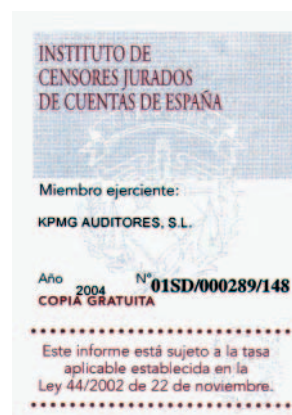 INSTITUTO DE
CENSORES JURADOS
DE CUENTAS DE ESPAÑA
Miembro ejerciente:
KPMG AUDITORES, S.L.
Año 2004 Nº 01SD/000289/148
COPIA GRATUITA
Este informe está sujeto a la tasa
aplicable establecida en la
Ley 44/2002 de 22 de noviembre.